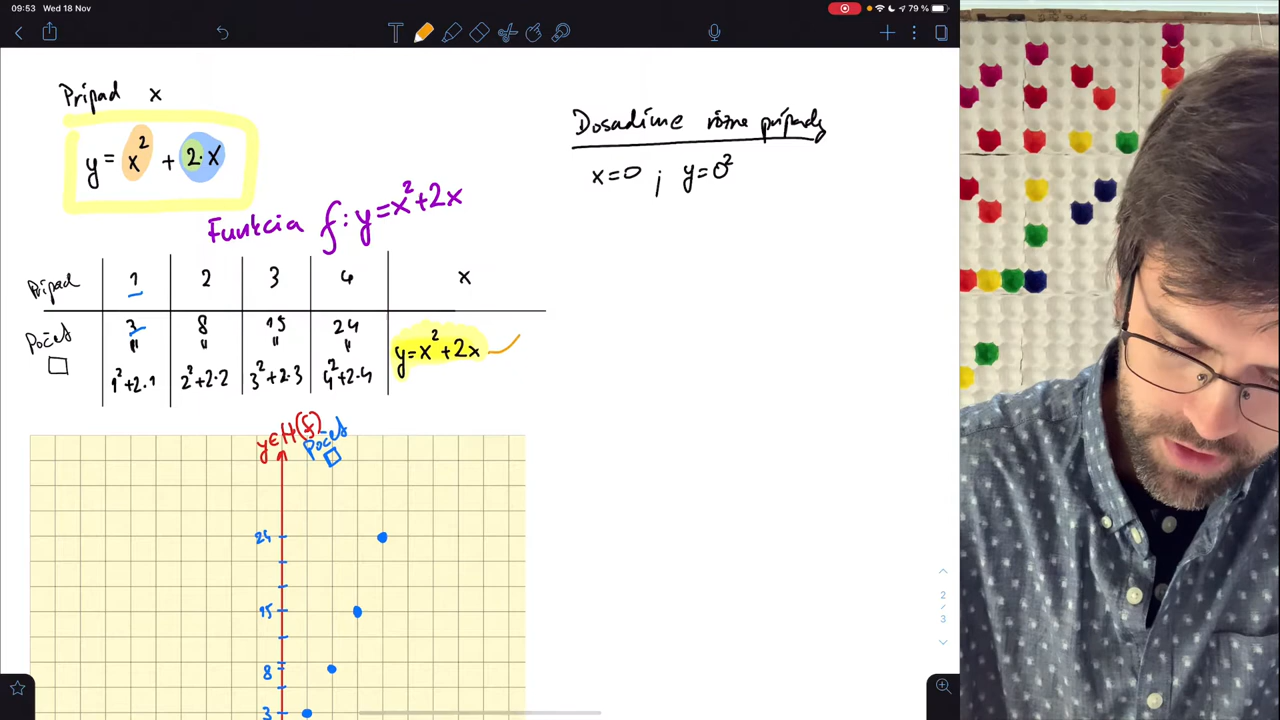 09:53 Wed 18 Nov
79 %
Prípad x
y = x² + 2·x
Funkcia f: y = x² + 2x
Dosadíme rôzne prípady
x=0 ; y=0²
Prípad 1 2 3 4 x
Počet □ 3 8 15 24 y=x²+2x
" " " "
1²+2·1 2²+2·2 3²+2·3 4²+2·4
y∈H(f)
Počet □
24
15
8
3
2
/
3